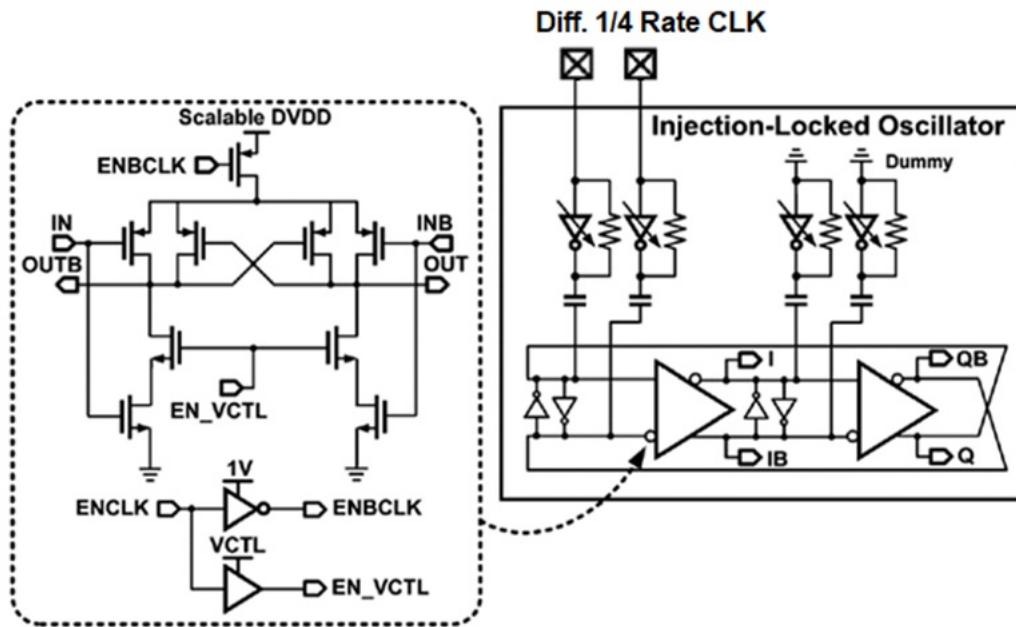 Diff. 1/4 Rate CLK
Scalable DVDD
ENBCLK
IN
INB
OUTB
OUT
EN_VCTL
1V
ENCLK
ENBCLK
VCTL
EN_VCTL
Injection-Locked Oscillator
Dummy
I
QB
IB
Q